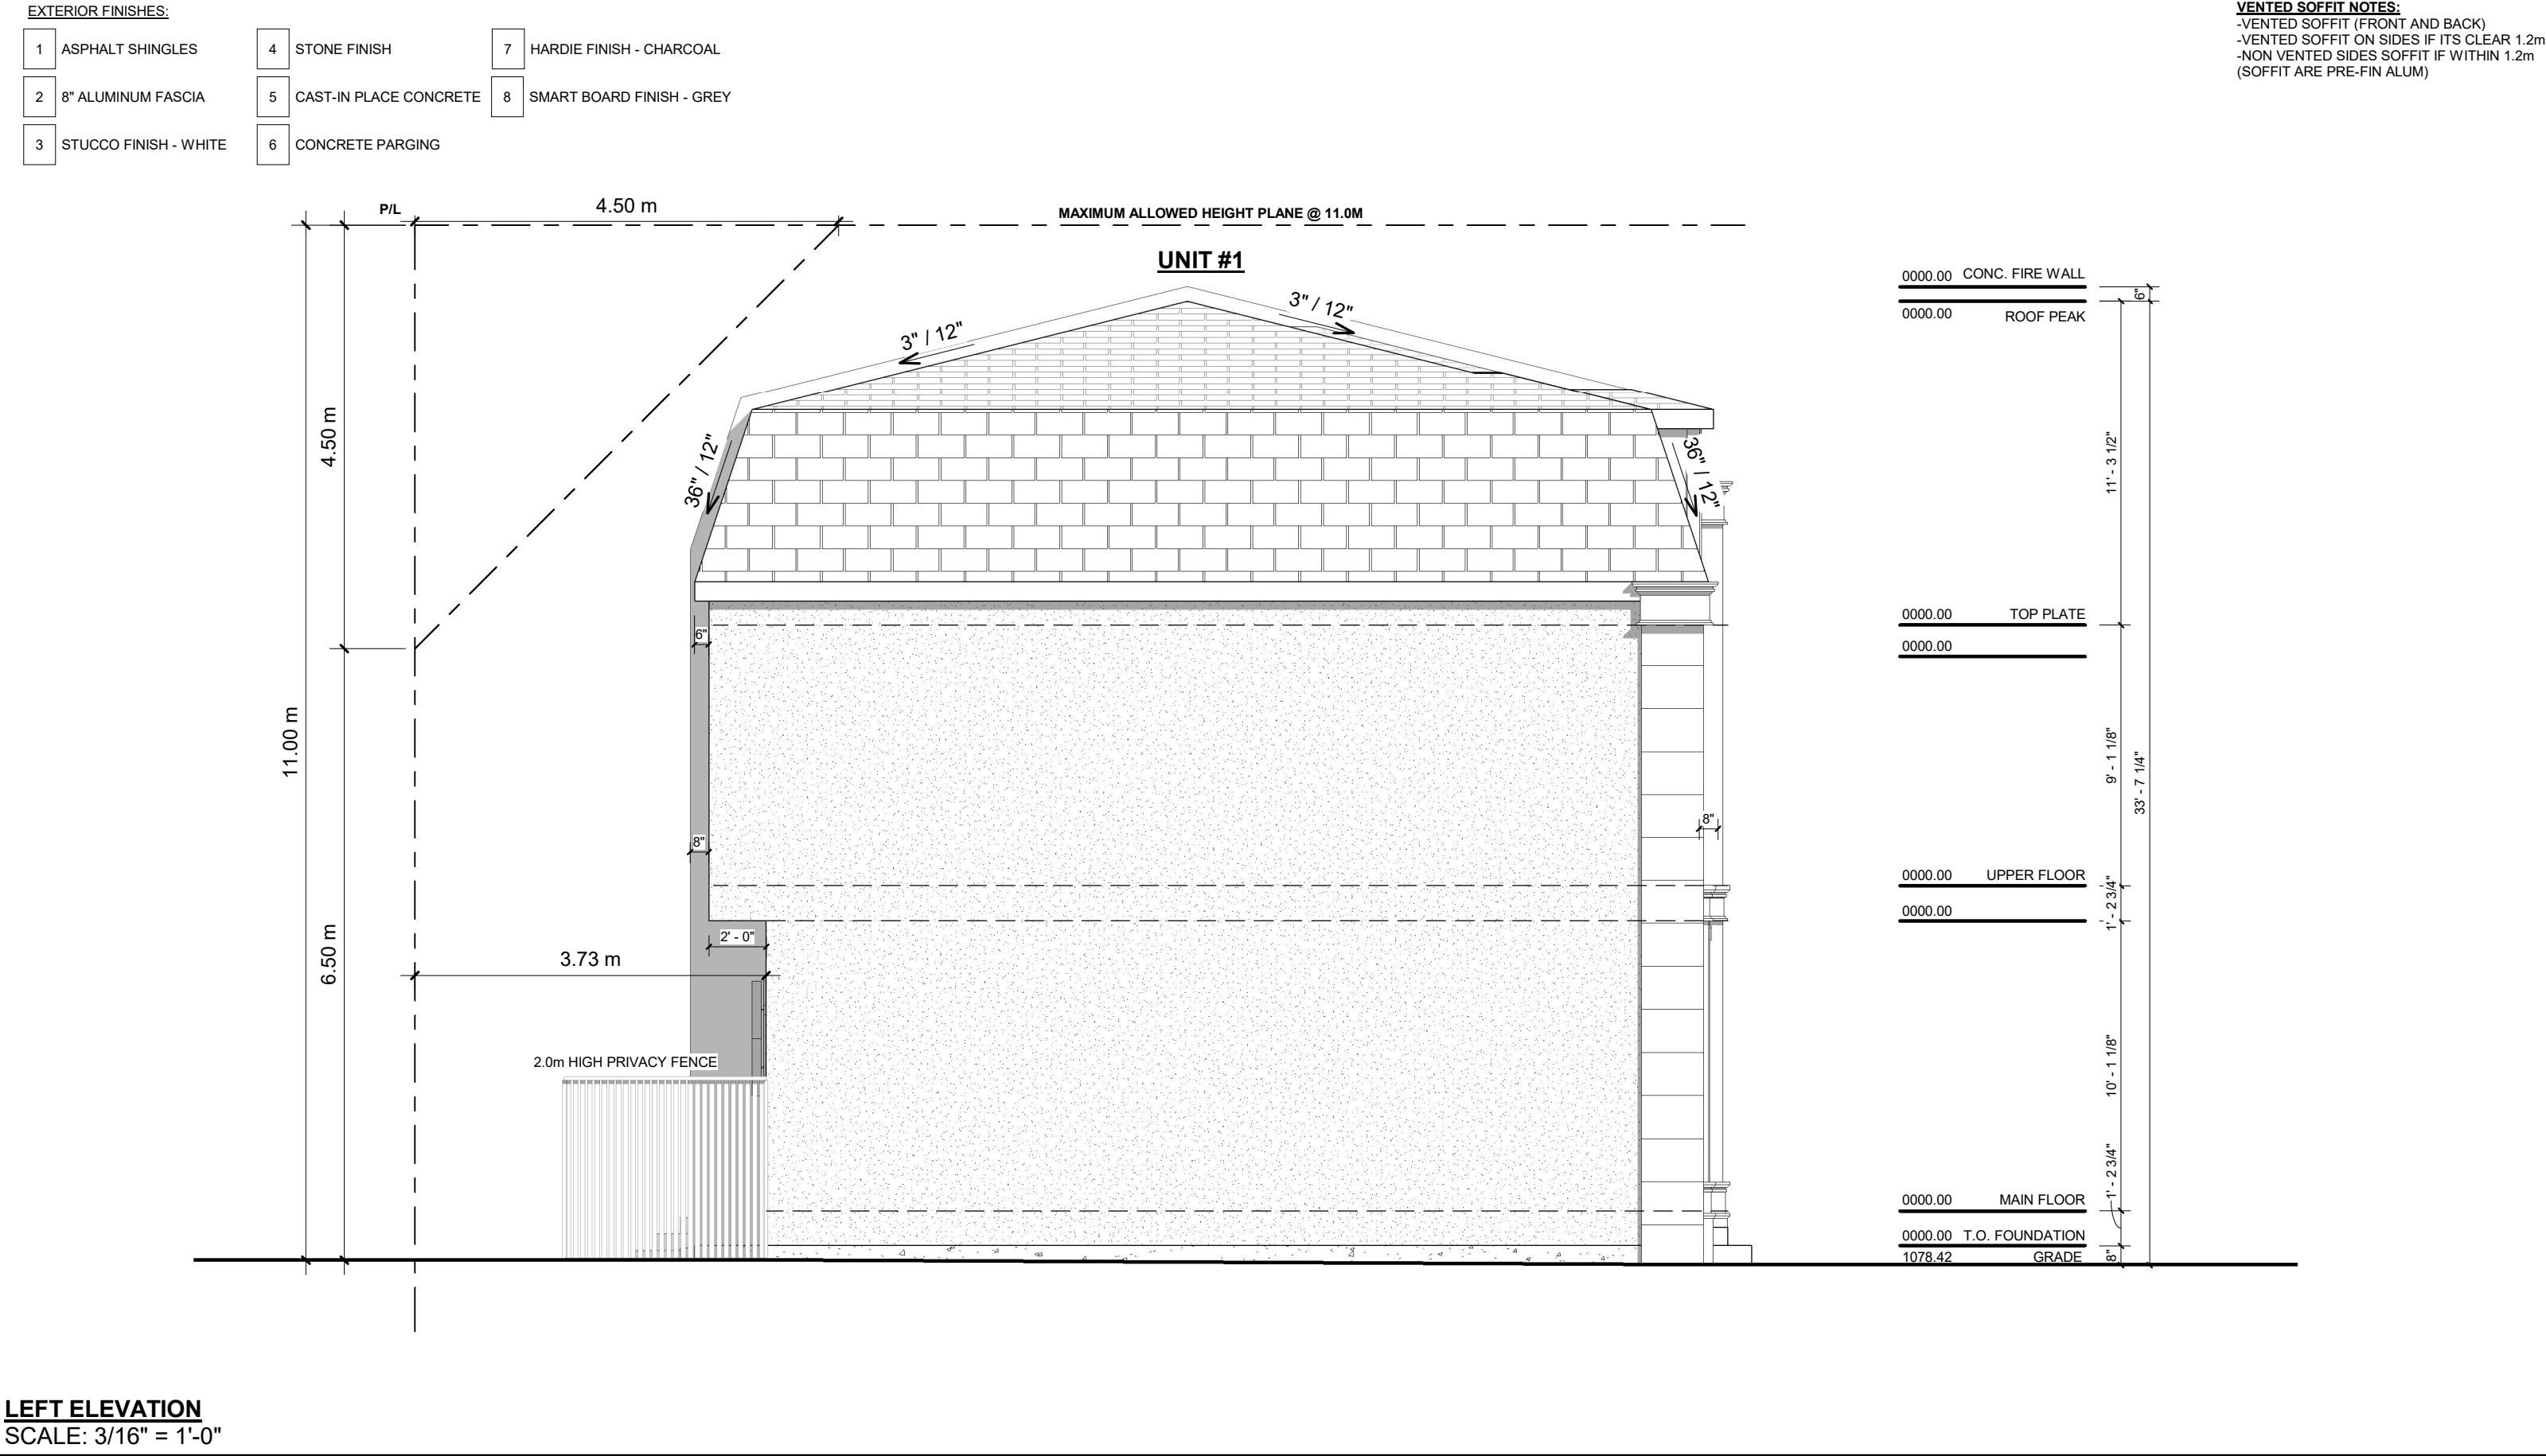 EXTERIOR FINISHES:
1 ASPHALT SHINGLES
4 STONE FINISH
7 HARDIE FINISH - CHARCOAL
2 8" ALUMINUM FASCIA
5 CAST-IN PLACE CONCRETE
8 SMART BOARD FINISH - GREY
3 STUCCO FINISH - WHITE
6 CONCRETE PARGING
VENTED SOFFIT NOTES:
-VENTED SOFFIT (FRONT AND BACK)
-VENTED SOFFIT ON SIDES IF ITS CLEAR 1.2m
-NON VENTED SIDES SOFFIT IF WITHIN 1.2m
(SOFFIT ARE PRE-FIN ALUM)
P/L
4.50 m
MAXIMUM ALLOWED HEIGHT PLANE @ 11.0M
UNIT #1
3" / 12"
3" / 12"
36" / 12"
36" / 12"
4.50 m
11.00 m
6.50 m
6"
8"
8"
2' - 0"
3.73 m
2.0m HIGH PRIVACY FENCE
0000.00 CONC. FIRE WALL
0000.00 ROOF PEAK
0000.00 TOP PLATE
0000.00
0000.00 UPPER FLOOR
0000.00
0000.00 MAIN FLOOR
0000.00 T.O. FOUNDATION
1078.42 GRADE
6"
11' - 3 1/2"
9' - 1 1/8"
33' - 7 1/4"
1' - 2 3/4"
10' - 1 1/8"
1' - 2 3/4"
8"
LEFT ELEVATION
SCALE: 3/16" = 1'-0"